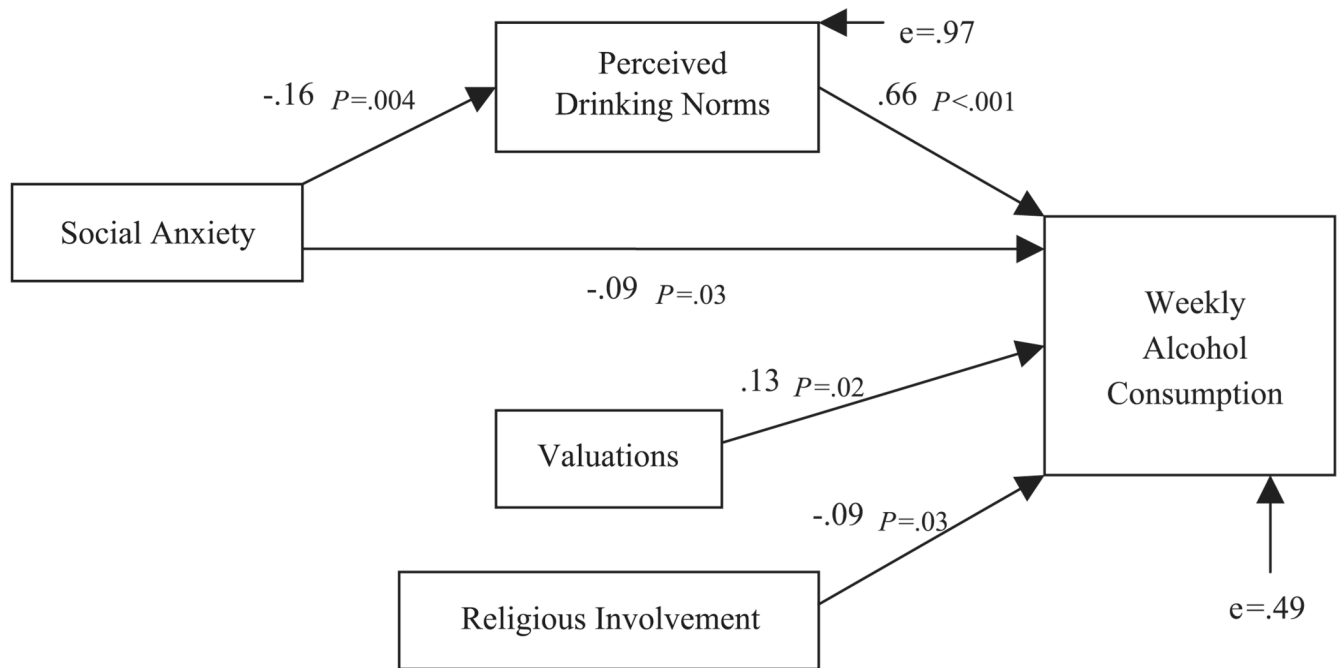 Perceived
Drinking Norms
e=.97
-.16 P=.004
.66 P<.001
Social Anxiety
-.09 P=.03
Weekly
Alcohol
Consumption
.13 P=.02
Valuations
-.09 P=.03
Religious Involvement
e=.49